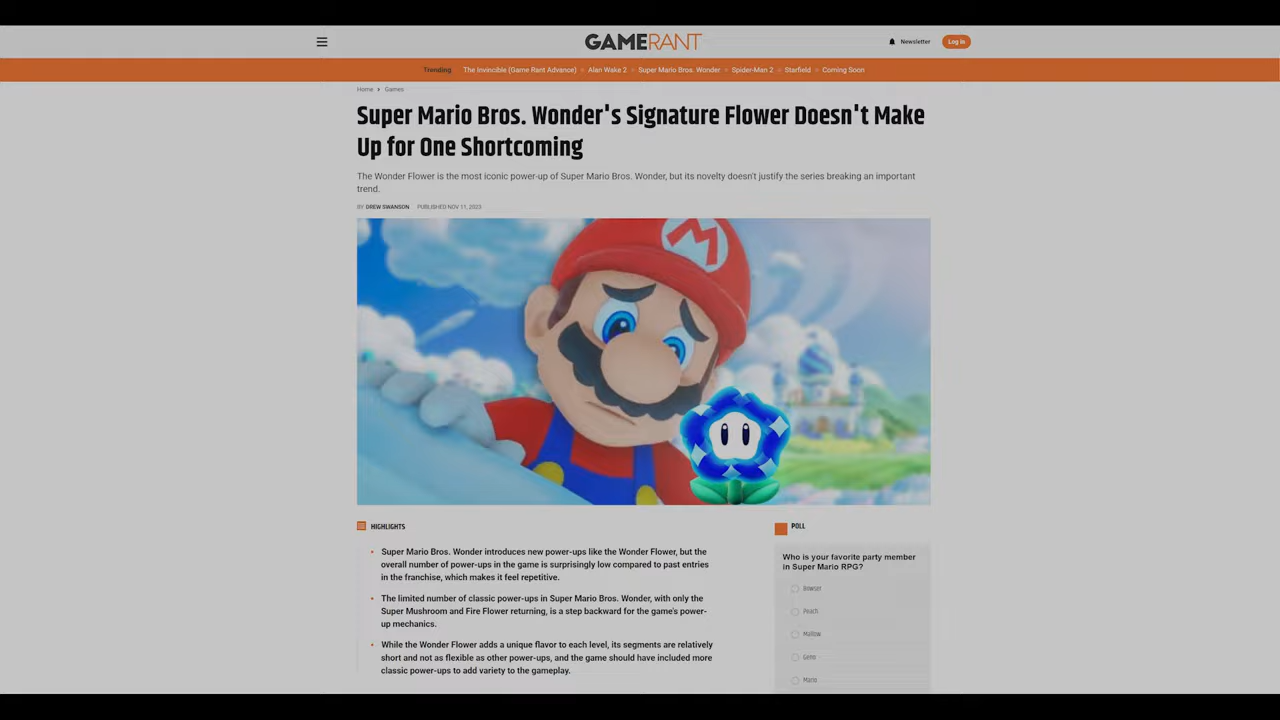 GAMERANT
Newsletter
Log in
Trending The Invincible (Game Rant Advance) Alan Wake 2 Super Mario Bros. Wonder Spider-Man 2 Starfield Coming Soon
Home Games
Super Mario Bros. Wonder's Signature Flower Doesn't Make
Up for One Shortcoming
The Wonder Flower is the most iconic power-up of Super Mario Bros. Wonder, but its novelty doesn't justify the series breaking an important
trend.
BY DREW SWANSON PUBLISHED NOV 11, 2023
M
HIGHLIGHTS
Super Mario Bros. Wonder introduces new power-ups like the Wonder Flower, but the
overall number of power-ups in the game is surprisingly low compared to past entries
in the franchise, which makes it feel repetitive.
The limited number of classic power-ups in Super Mario Bros. Wonder, with only the
Super Mushroom and Fire Flower returning, is a step backward for the game's power-
up mechanics.
While the Wonder Flower adds a unique flavor to each level, its segments are relatively
short and not as flexible as other power-ups, and the game should have included more
classic power-ups to add variety to the gameplay.
POLL
Who is your favorite party member
in Super Mario RPG?
Bowser
Peach
Mallow
Geno
Mario